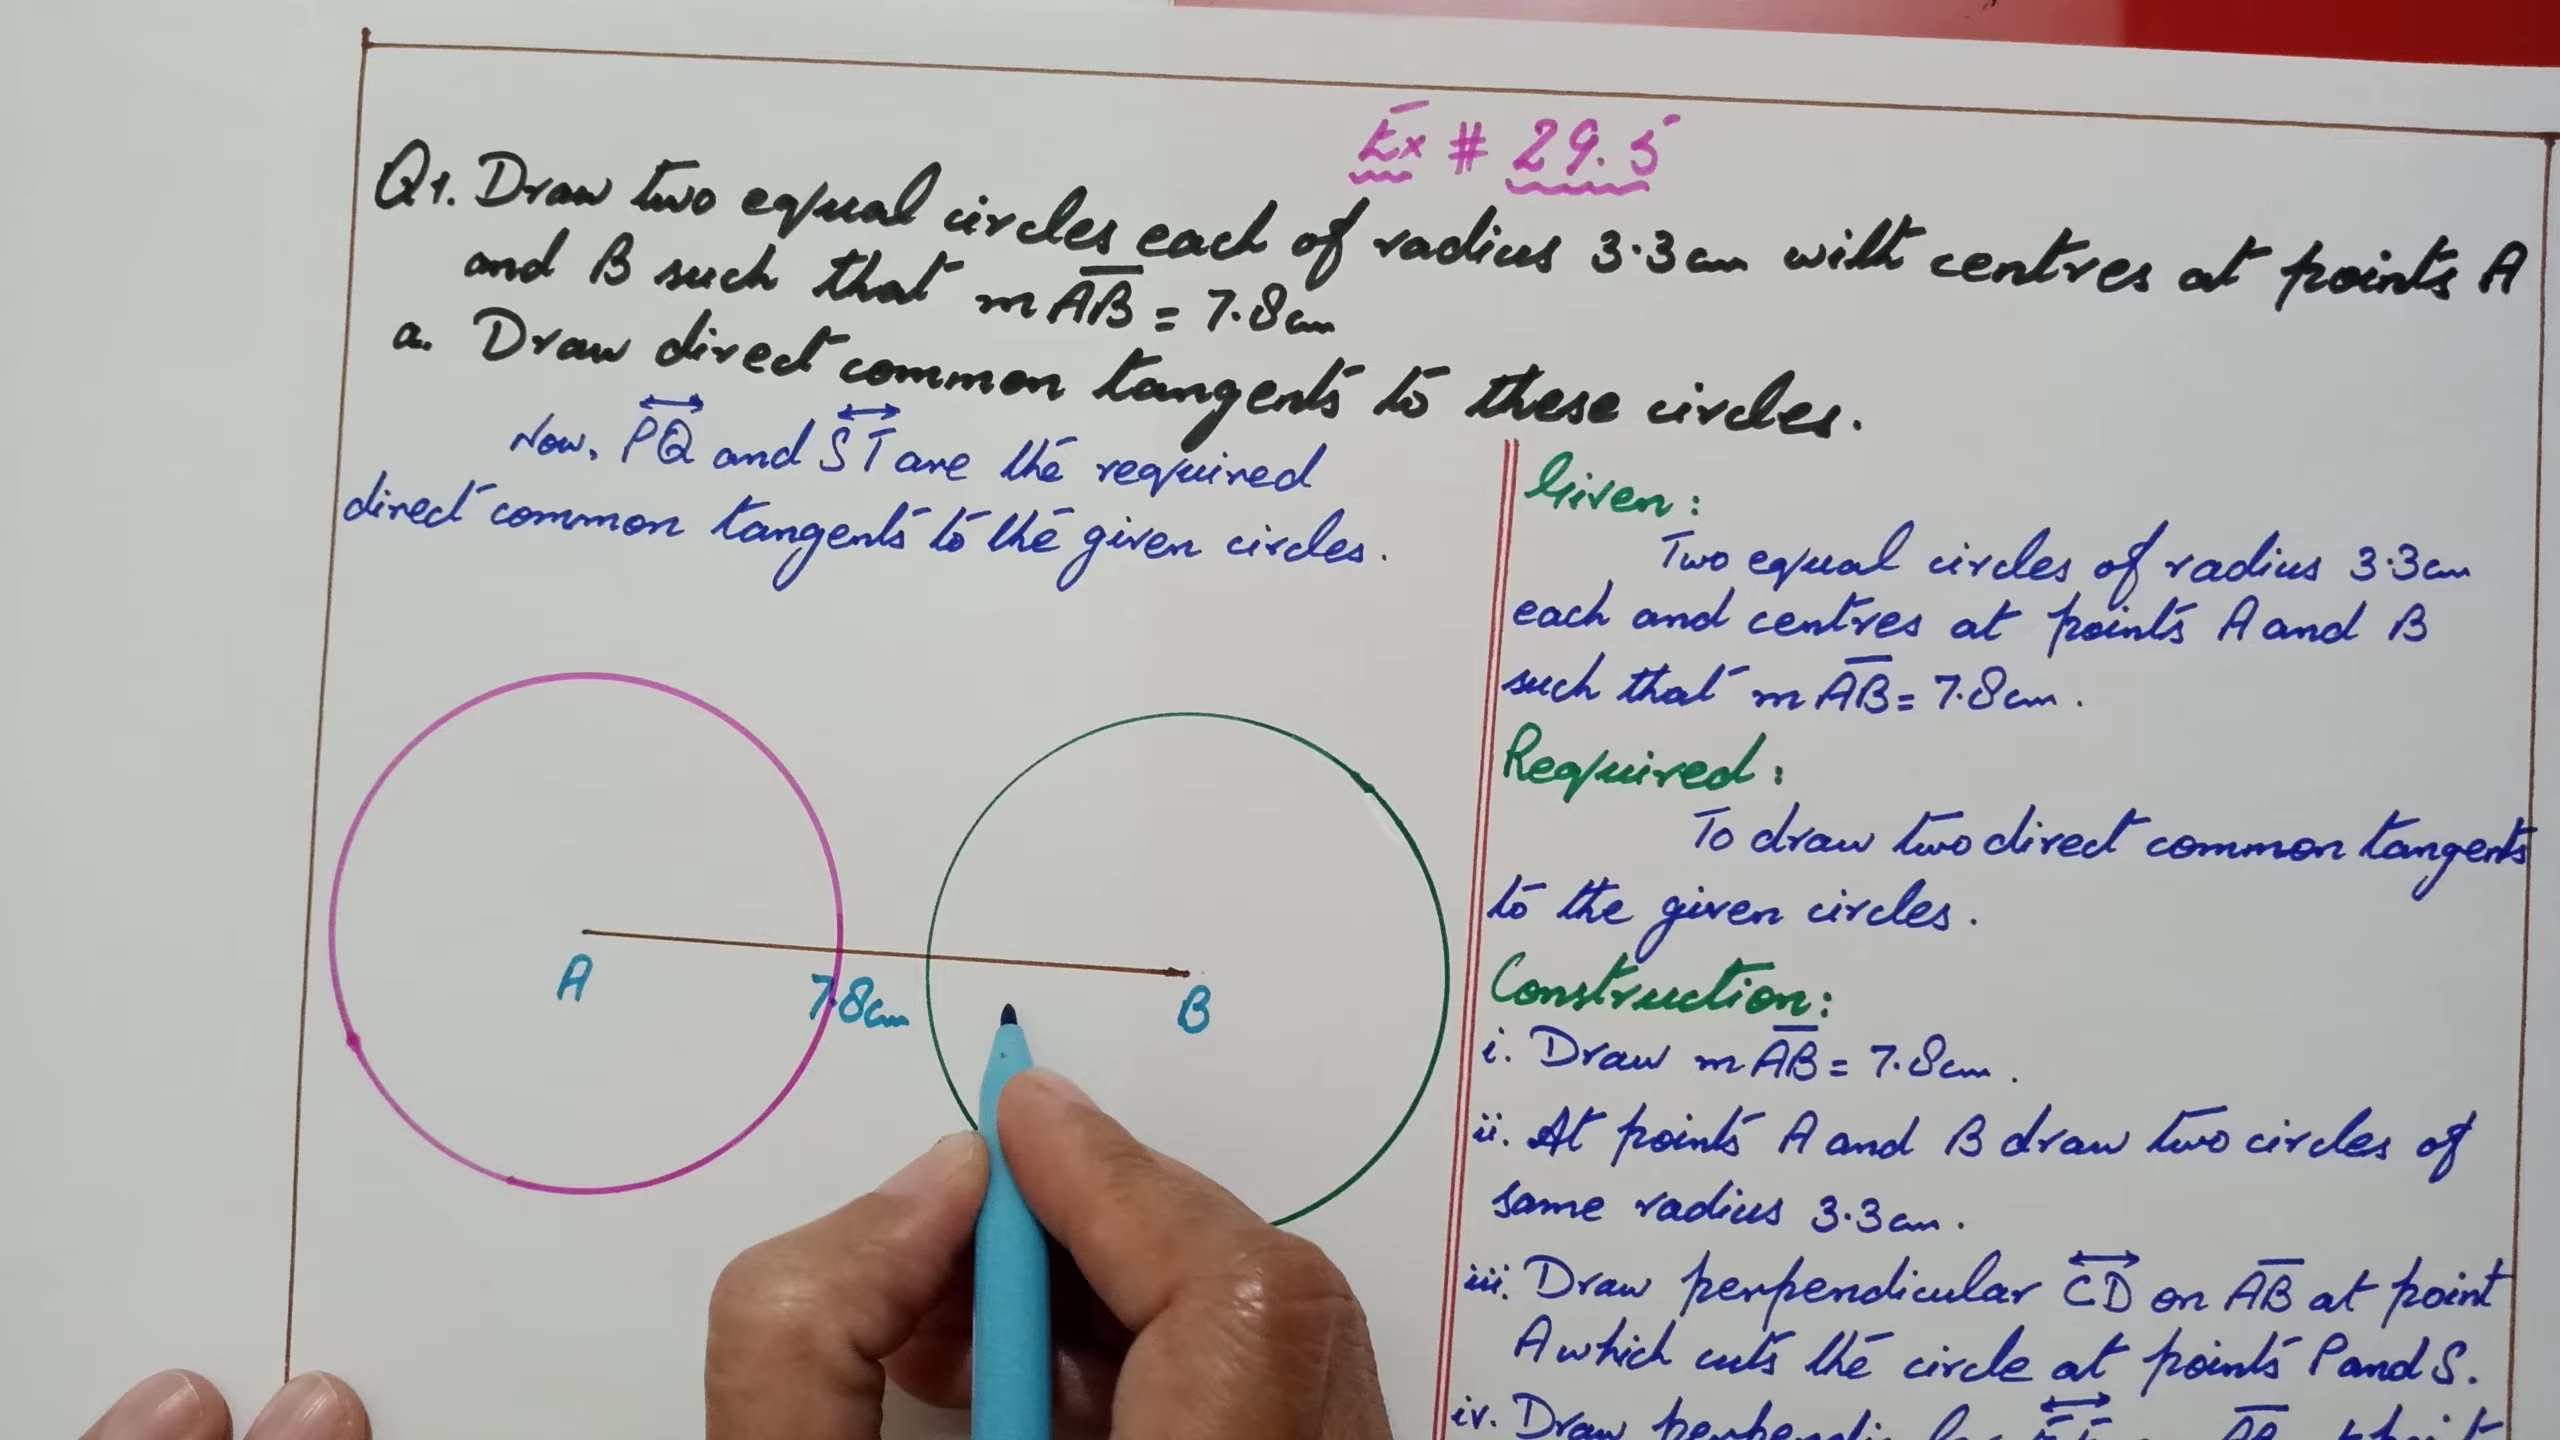 Ex # 29.5
Q1. Draw two equal circles each of radius 3.3cm with centres at points A
and B such that mAB = 7.8cm
a. Draw direct common tangents to these circles.
Now, PQ and ST are the required
direct common tangents to the given circles.
A
7.8cm
B
Given:
Two equal circles of radius 3.3cm
each and centres at points A and B
such that mAB = 7.8cm.
Required:
To draw two direct common tangents
to the given circles.
Construction:
i. Draw mAB = 7.8cm.
ii. At points A and B draw two circles of
same radius 3.3cm.
iii. Draw perpendicular CD on AB at point
A which cuts the circle at points P and S.
iv. Draw perpendicular